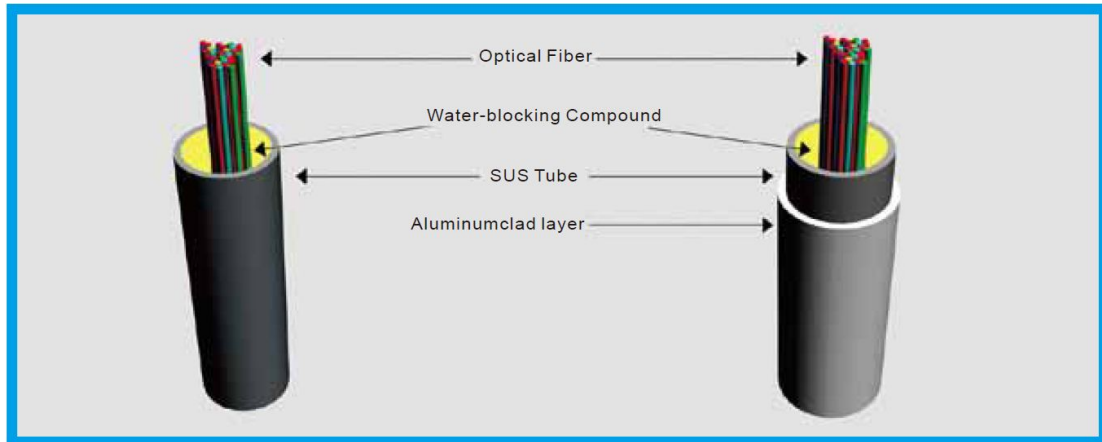 Optical Fiber
Water-blocking Compound
SUS Tube
Aluminumclad layer